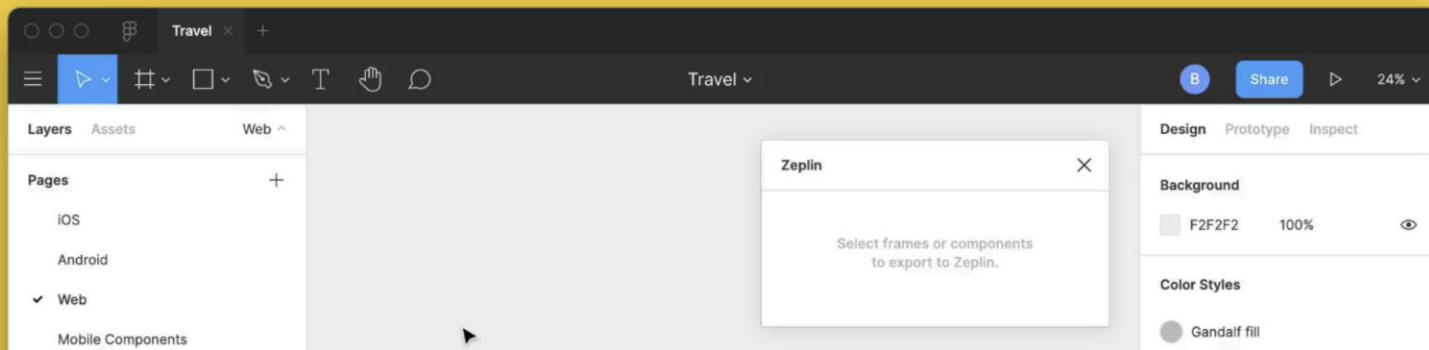 Travel
Travel
B
Share
24%
Layers Assets Web
Pages
iOS
Android
Web
Mobile Components
Zeplin
Select frames or components
to export to Zeplin.
Design Prototype Inspect
Background
F2F2F2 100%
Color Styles
Gandalf fill